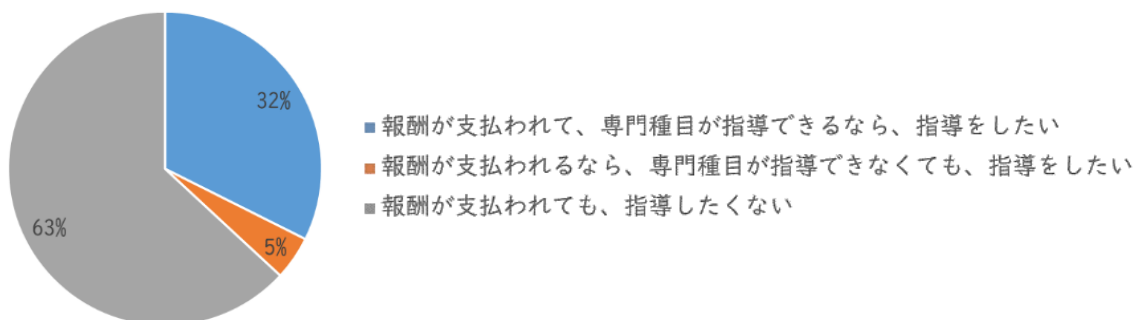 32%
報酬が支払われて、専門種目が指導できるなら、指導をしたい
報酬が支払われるなら、専門種目が指導できなくても、指導をしたい
報酬が支払われても、指導したくない
63%
5%